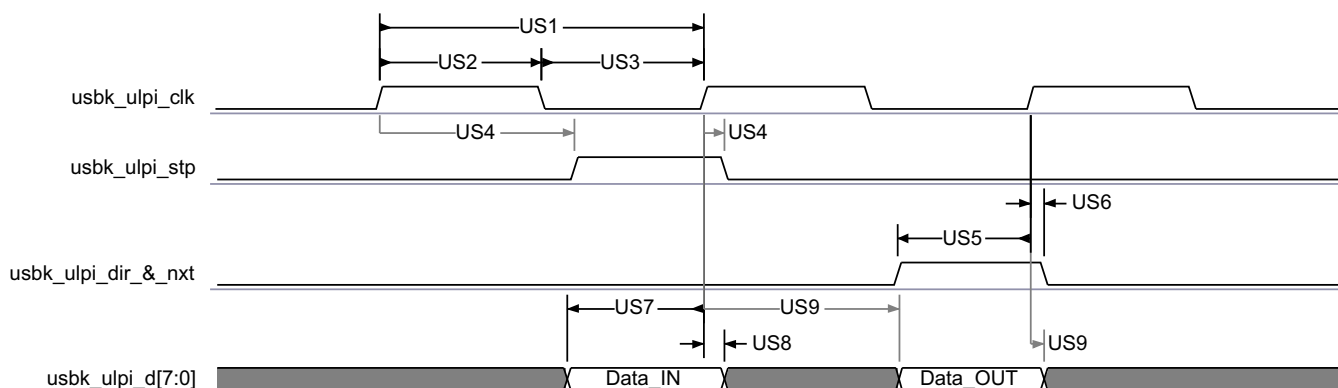 US1
US2 US3
usbk_ulpi_clk
US4 US4
usbk_ulpi_stp
US6
US5
usbk_ulpi_dir_&_nxt
US7 US9
US8 US9
usbk_ulpi_d[7:0] Data_IN Data_OUT